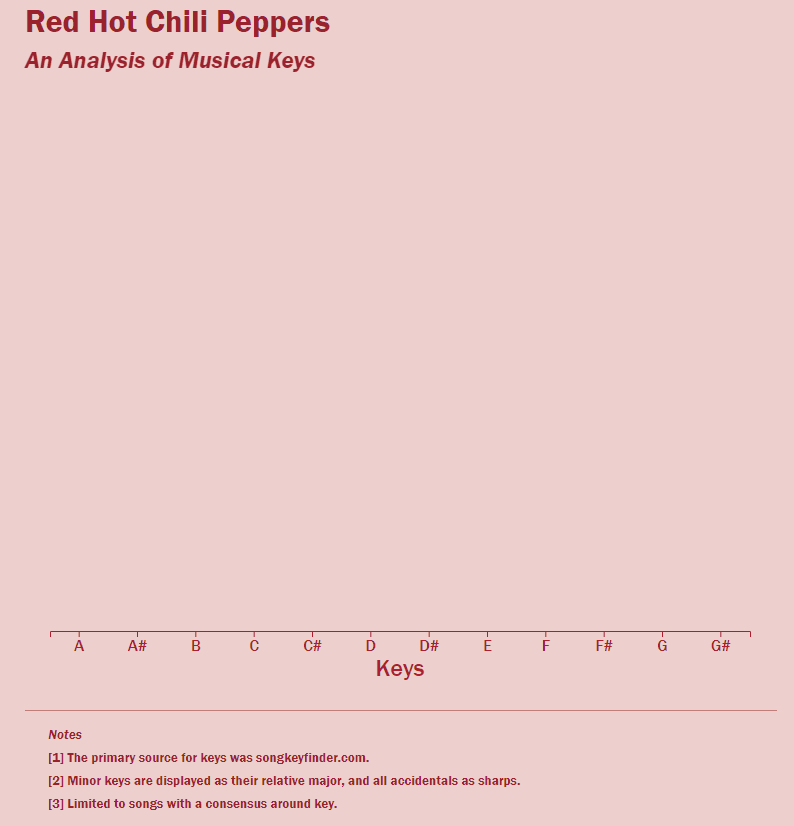 Red Hot Chili Peppers
An Analysis of Musical Keys
A A# B C C# D D# E F F# G G#
Keys
Notes
[1] The primary source for keys was songkeyfinder.com.
[2] Minor keys are displayed as their relative major, and all accidentals as sharps.
[3] Limited to songs with a consensus around key.